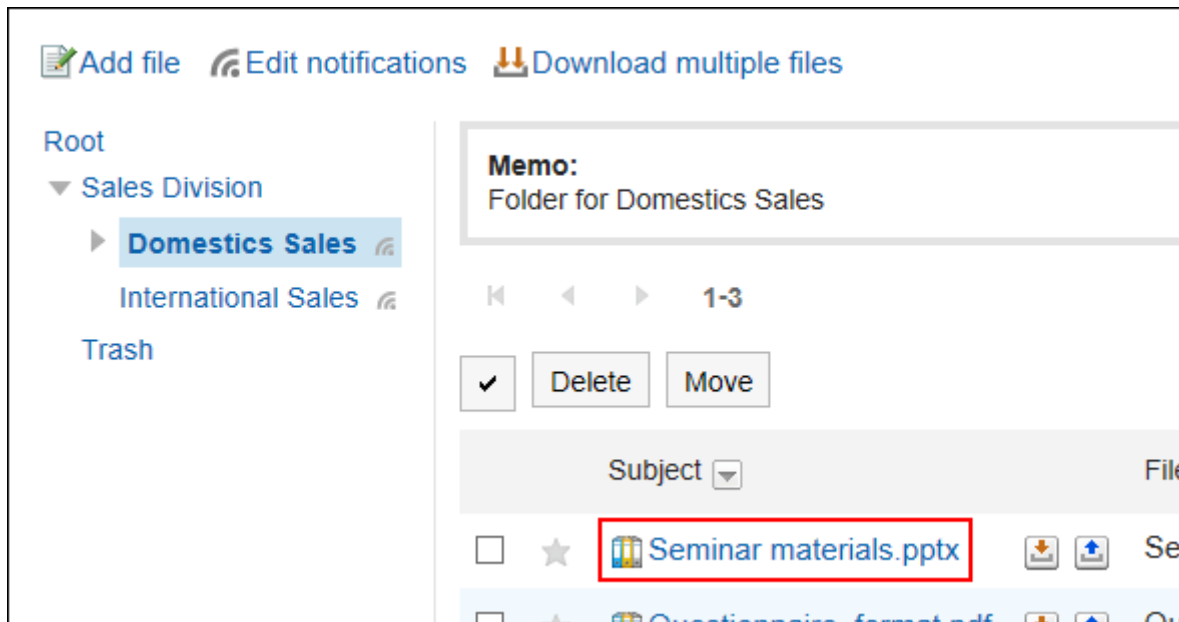 Add file Edit notifications Download multiple files
Root
Sales Division
Domestics Sales
International Sales
Trash
Memo:
Folder for Domestics Sales
1-3
Delete Move
Subject
Seminar materials.pptx